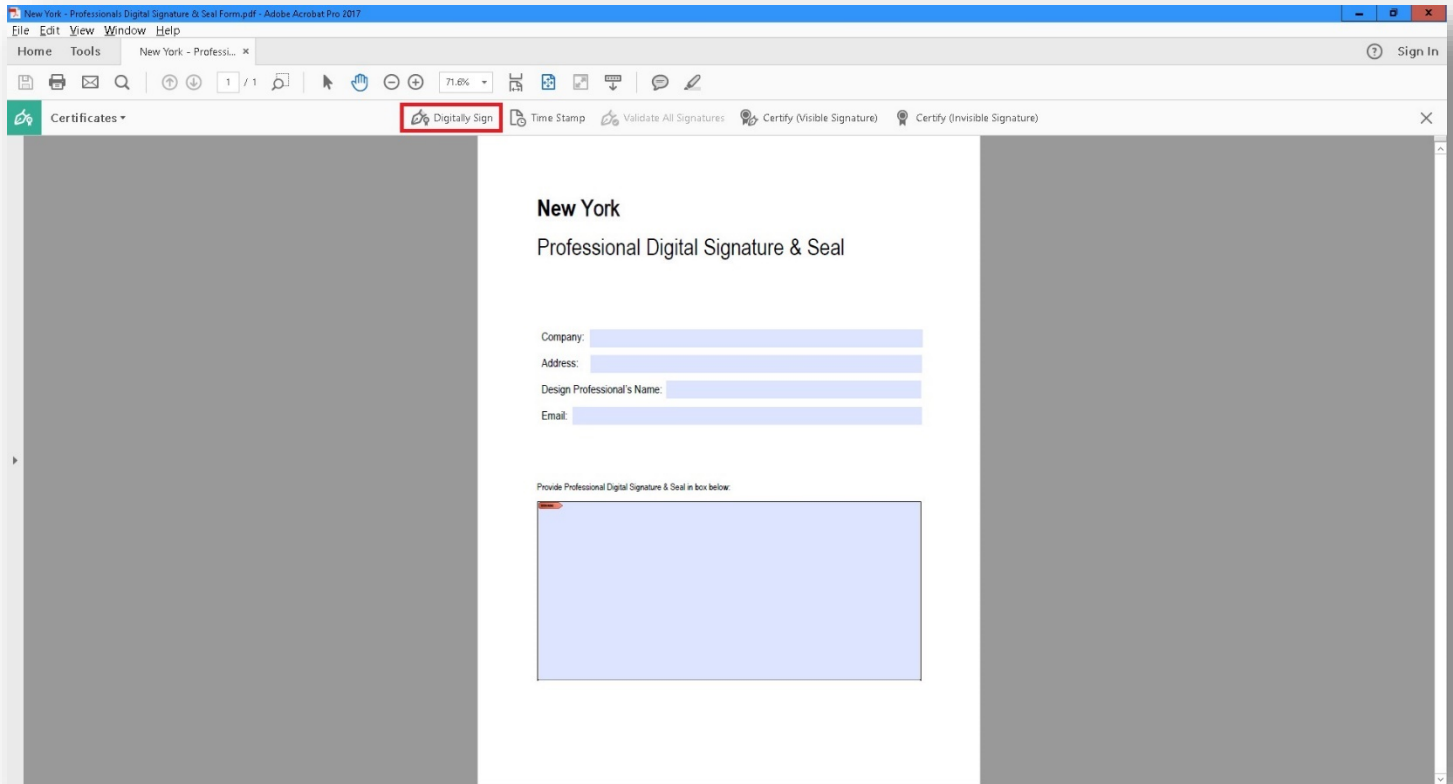 New York - Professionals Digital Signature & Seal Form.pdf - Adobe Acrobat Pro 2017
File Edit View Window Help
Home Tools New York - Professi... × ? Sign In
1 / 1 71.6%
Certificates Digitally Sign Time Stamp Validate All Signatures Certify (Visible Signature) Certify (Invisible Signature)
New York
Professional Digital Signature & Seal
Company:
Address:
Design Professional's Name:
Email:
Provide Professional Digital Signature & Seal in box below: